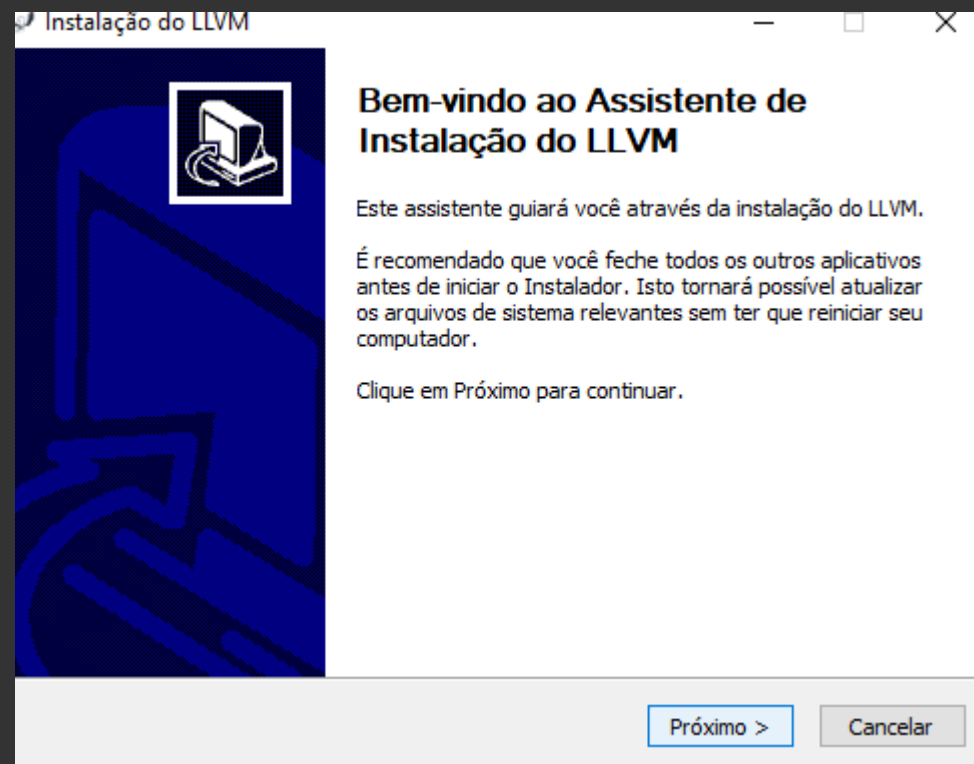 Instalação do LLVM
Bem-vindo ao Assistente de
Instalação do LLVM
Este assistente guiará você através da instalação do LLVM.
É recomendado que você feche todos os outros aplicativos
antes de iniciar o Instalador. Isto tornará possível atualizar
os arquivos de sistema relevantes sem ter que reiniciar seu
computador.
Clique em Próximo para continuar.
Próximo >
Cancelar